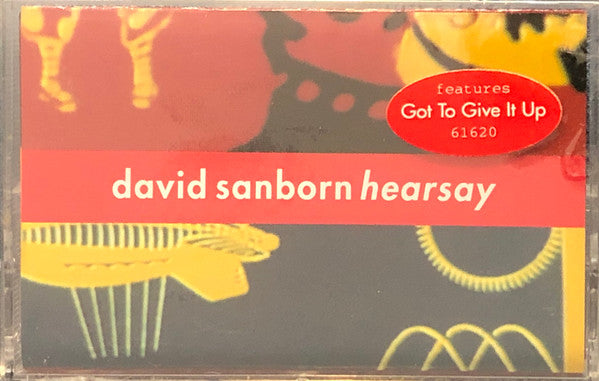 features
Got To Give It Up
61620
david sanborn hearsay